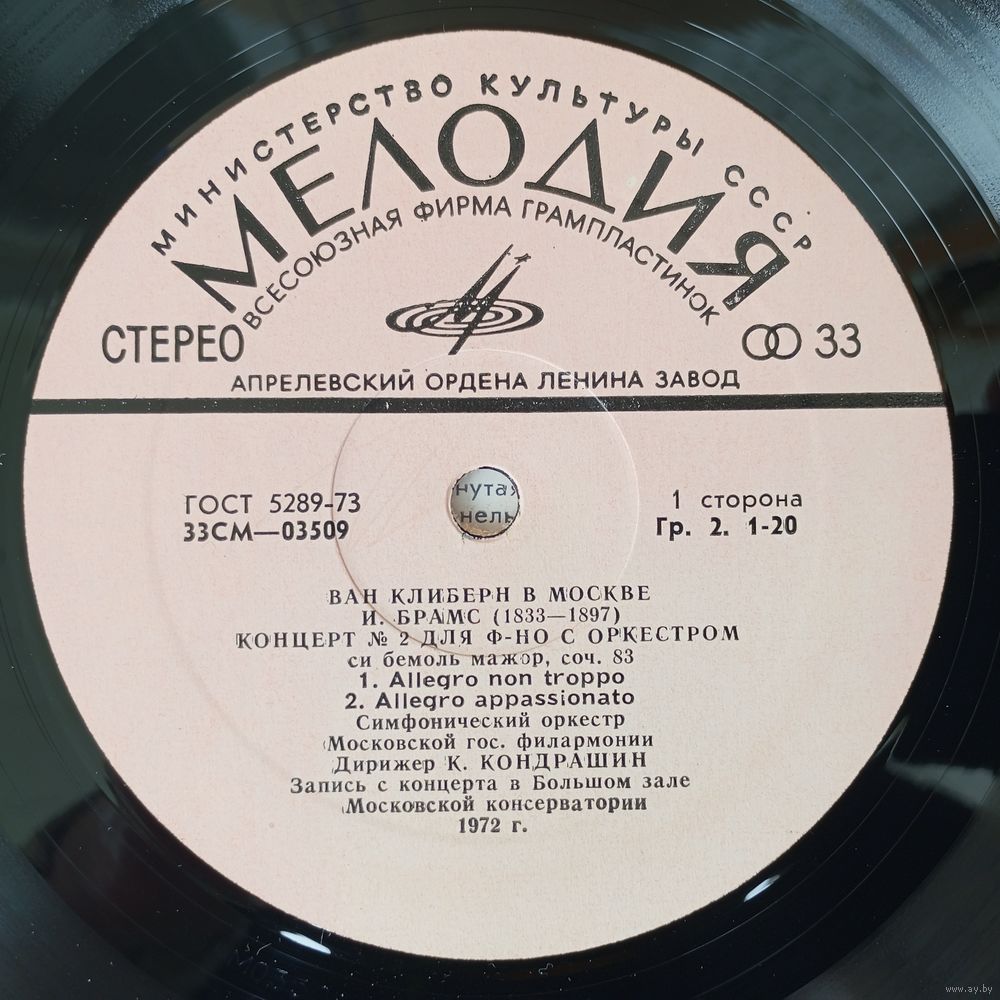 МИНИСТЕРСТВО КУЛЬТУРЫ СССР
МЕЛОДИЯ
ВСЕСОЮЗНАЯ ФИРМА ГРАМПЛАСТИНОК
СТЕРЕО
33
АПРЕЛЕВСКИЙ ОРДЕНА ЛЕНИНА ЗАВОД
ГОСТ 5289-73
1 сторона
33СМ—03509
Гр. 2. 1-20
ВАН КЛИБЕРН В МОСКВЕ
И. БРАМС (1833—1897)
КОНЦЕРТ № 2 ДЛЯ Ф-НО С ОРКЕСТРОМ
си бемоль мажор, соч. 83
1. Allegro non troppo
2. Allegro appassionato
Симфонический оркестр
Московской гос. филармонии
Дирижер К. КОНДРАШИН
Запись с концерта в Большом зале
Московской консерватории
1972 г.
www.ay.by